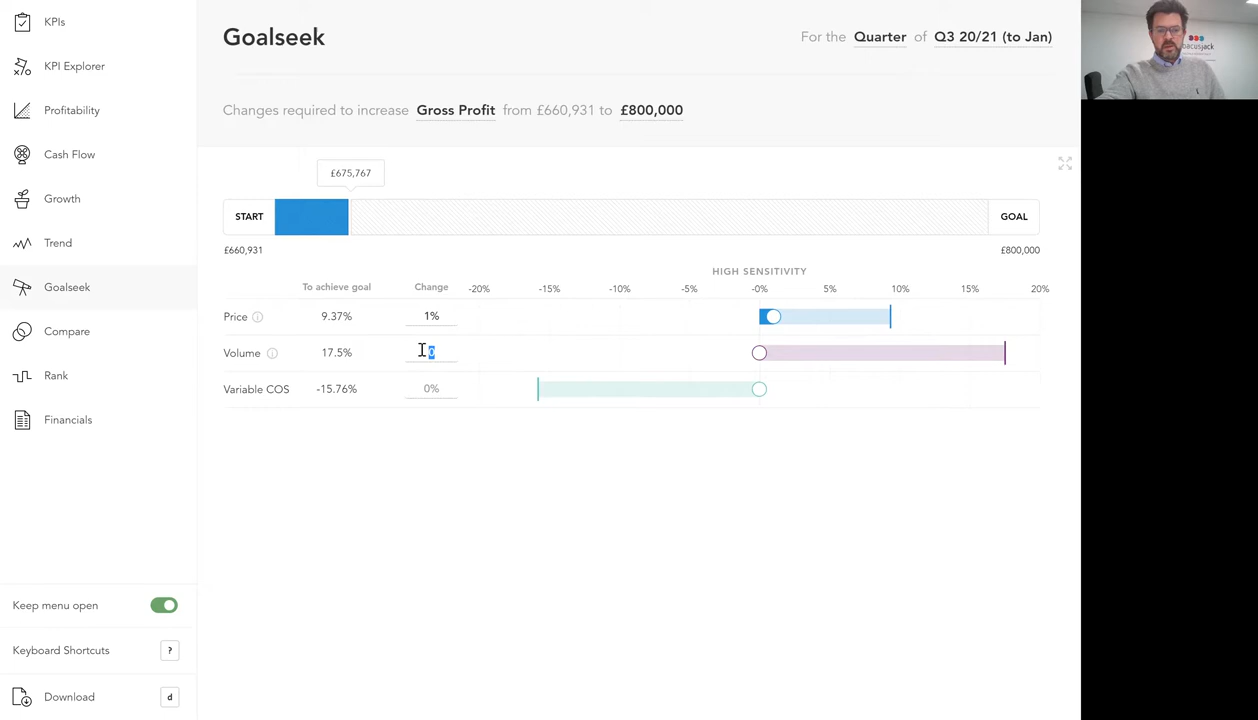 KPIs
KPI Explorer
Profitability
Cash Flow
Growth
Trend
Goalseek
Compare
Rank
Financials
Keep menu open
Keyboard Shortcuts ?
Download d
Goalseek
For the Quarter of Q3 20/21 (to Jan)
Changes required to increase Gross Profit from £660,931 to £800,000
£675,767
START GOAL
£660,931 £800,000
HIGH SENSITIVITY
To achieve goal Change -20% -15% -10% -5% -0% 5% 10% 15% 20%
Price 9.37% 1%
Volume 17.5% 0
Variable COS -15.76% 0%